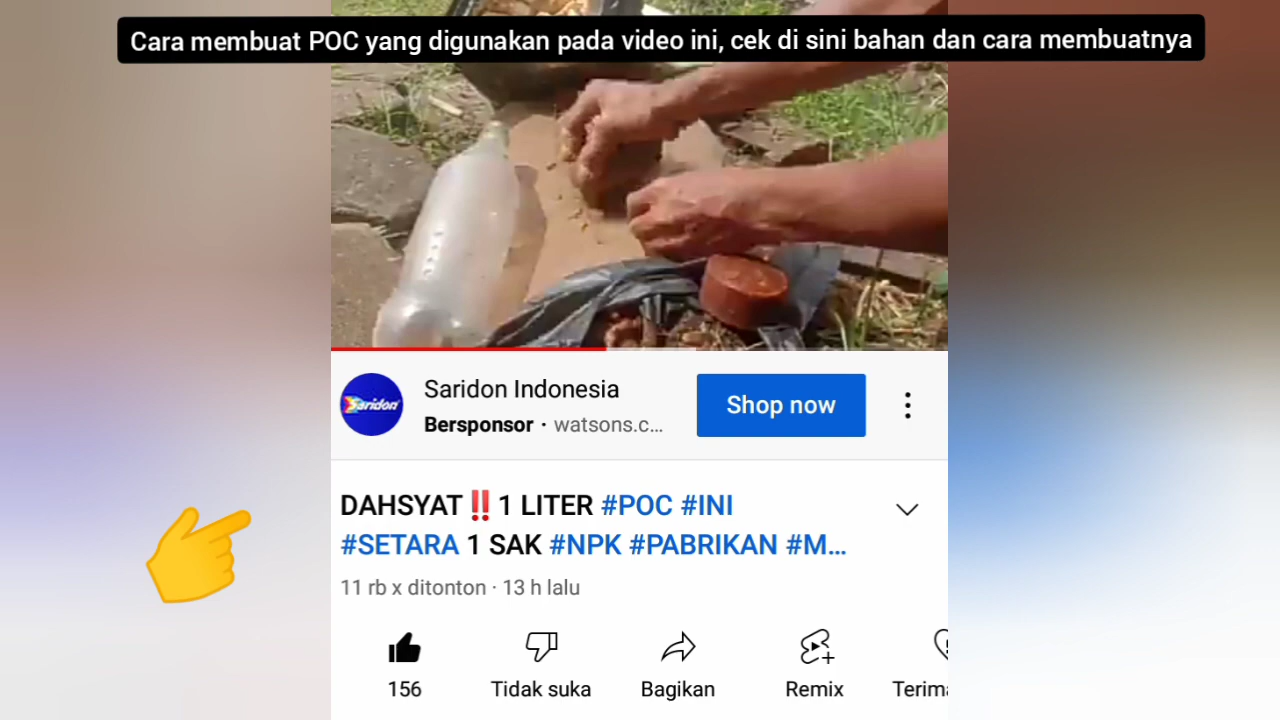 Cara membuat POC yang digunakan pada video ini, cek di sini bahan dan cara membuatnya
Saridon
Saridon Indonesia
Bersponsor · watsons.c...
Shop now
DAHSYAT‼️1 LITER #POC #INI
#SETARA 1 SAK #NPK #PABRIKAN #M...
11 rb x ditonton · 13 h lalu
156
Tidak suka
Bagikan
Remix
Terima